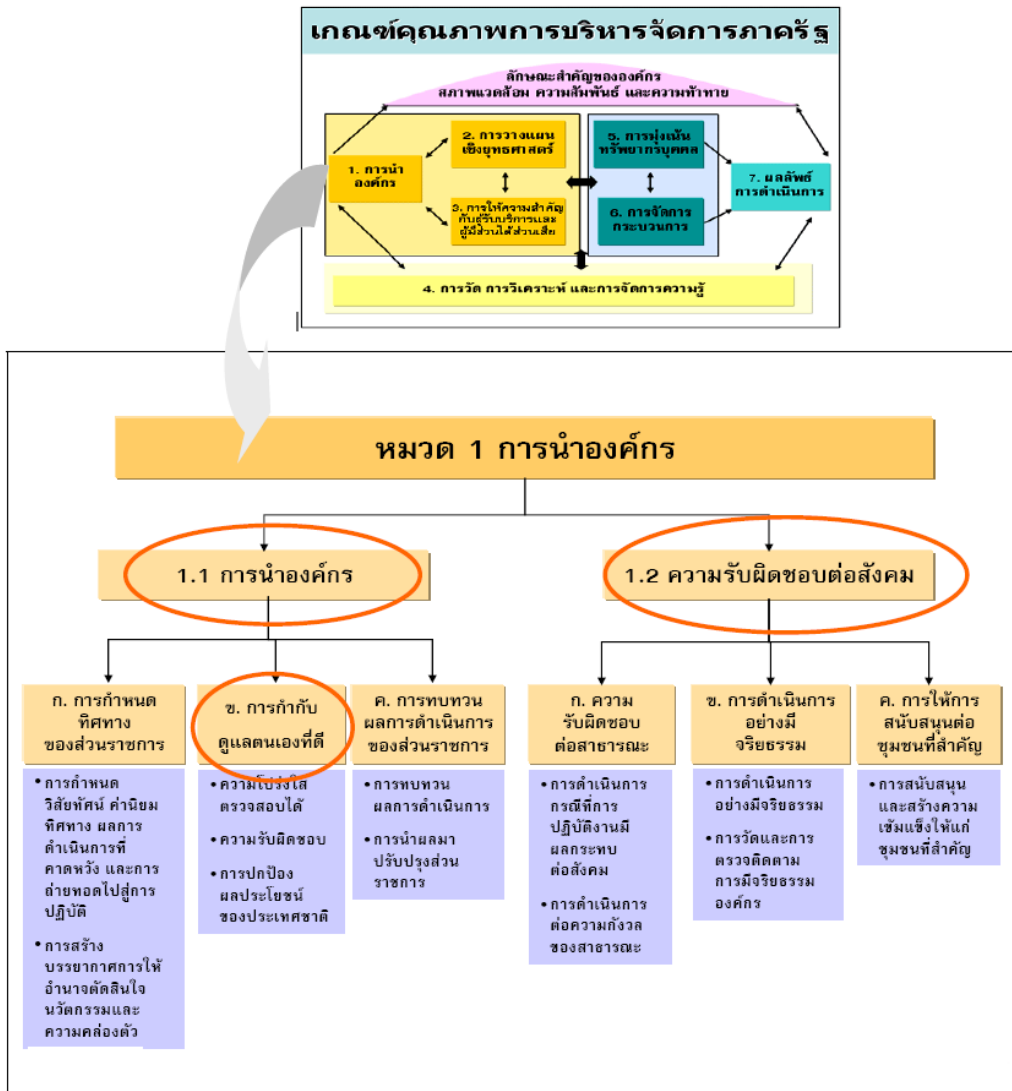 เกณฑ์คุณภาพการบริหารจัดการภาครัฐ
ลักษณะสำคัญขององค์กร
สภาพแวดล้อม ความสัมพันธ์ และความท้าทาย
1. การนำ
องค์กร
2. การวางแผน
เชิงยุทธศาสตร์
3. การให้ความสำคัญ
กับผู้รับบริการและ
ผู้มีส่วนได้ส่วนเสีย
5. การมุ่งเน้น
ทรัพยากรบุคคล
6. การจัดการ
กระบวนการ
7. ผลลัพธ์
การดำเนินการ
4. การวัด การวิเคราะห์ และการจัดการความรู้
หมวด 1 การนำองค์กร
1.1 การนำองค์กร
1.2 ความรับผิดชอบต่อสังคม
ก. การกำหนด
ทิศทาง
ของส่วนราชการ
• การกำหนด
วิสัยทัศน์ ค่านิยม
ทิศทาง ผลการ
ดำเนินการที่
คาดหวัง และการ
ถ่ายทอดไปสู่การ
ปฏิบัติ
• การสร้าง
บรรยากาศการให้
อำนาจตัดสินใจ
นวัตกรรมและ
ความคล่องตัว
ข. การกำกับ
ดูแลตนเองที่ดี
• ความโปร่งใส
ตรวจสอบได้
• ความรับผิดชอบ
• การปกป้อง
ผลประโยชน์
ของประเทศชาติ
ค. การทบทวน
ผลการดำเนินการ
ของส่วนราชการ
• การทบทวน
ผลการดำเนินการ
• การนำผลมา
ปรับปรุงส่วน
ราชการ
ก. ความ
รับผิดชอบ
ต่อสาธารณะ
• การดำเนินการ
กรณีที่การ
ปฏิบัติงานมี
ผลกระทบ
ต่อสังคม
• การดำเนินการ
ต่อความกังวล
ของสาธารณะ
ข. การดำเนินการ
อย่างมี
จริยธรรม
• การดำเนินการ
อย่างมีจริยธรรม
• การวัดและการ
ตรวจติดตาม
การมีจริยธรรม
องค์กร
ค. การให้การ
สนับสนุนต่อ
ชุมชนที่สำคัญ
• การสนับสนุน
และสร้างความ
เข้มแข็งให้แก่
ชุมชนที่สำคัญ